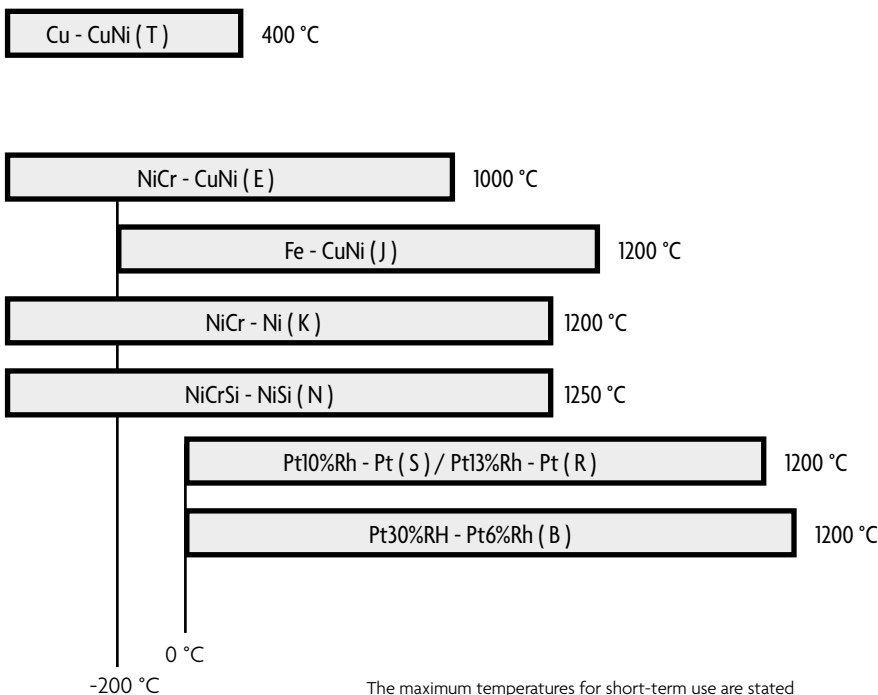 Cu - CuNi ( T ) 400 °C
NiCr - CuNi ( E ) 1000 °C
Fe - CuNi ( J ) 1200 °C
NiCr - Ni ( K ) 1200 °C
NiCrSi - NiSi ( N ) 1250 °C
Pt10%Rh - Pt ( S ) / Pt13%Rh - Pt ( R ) 1200 °C
Pt30%RH - Pt6%Rh ( B ) 1200 °C
0 °C
-200 °C
The maximum temperatures for short-term use are stated